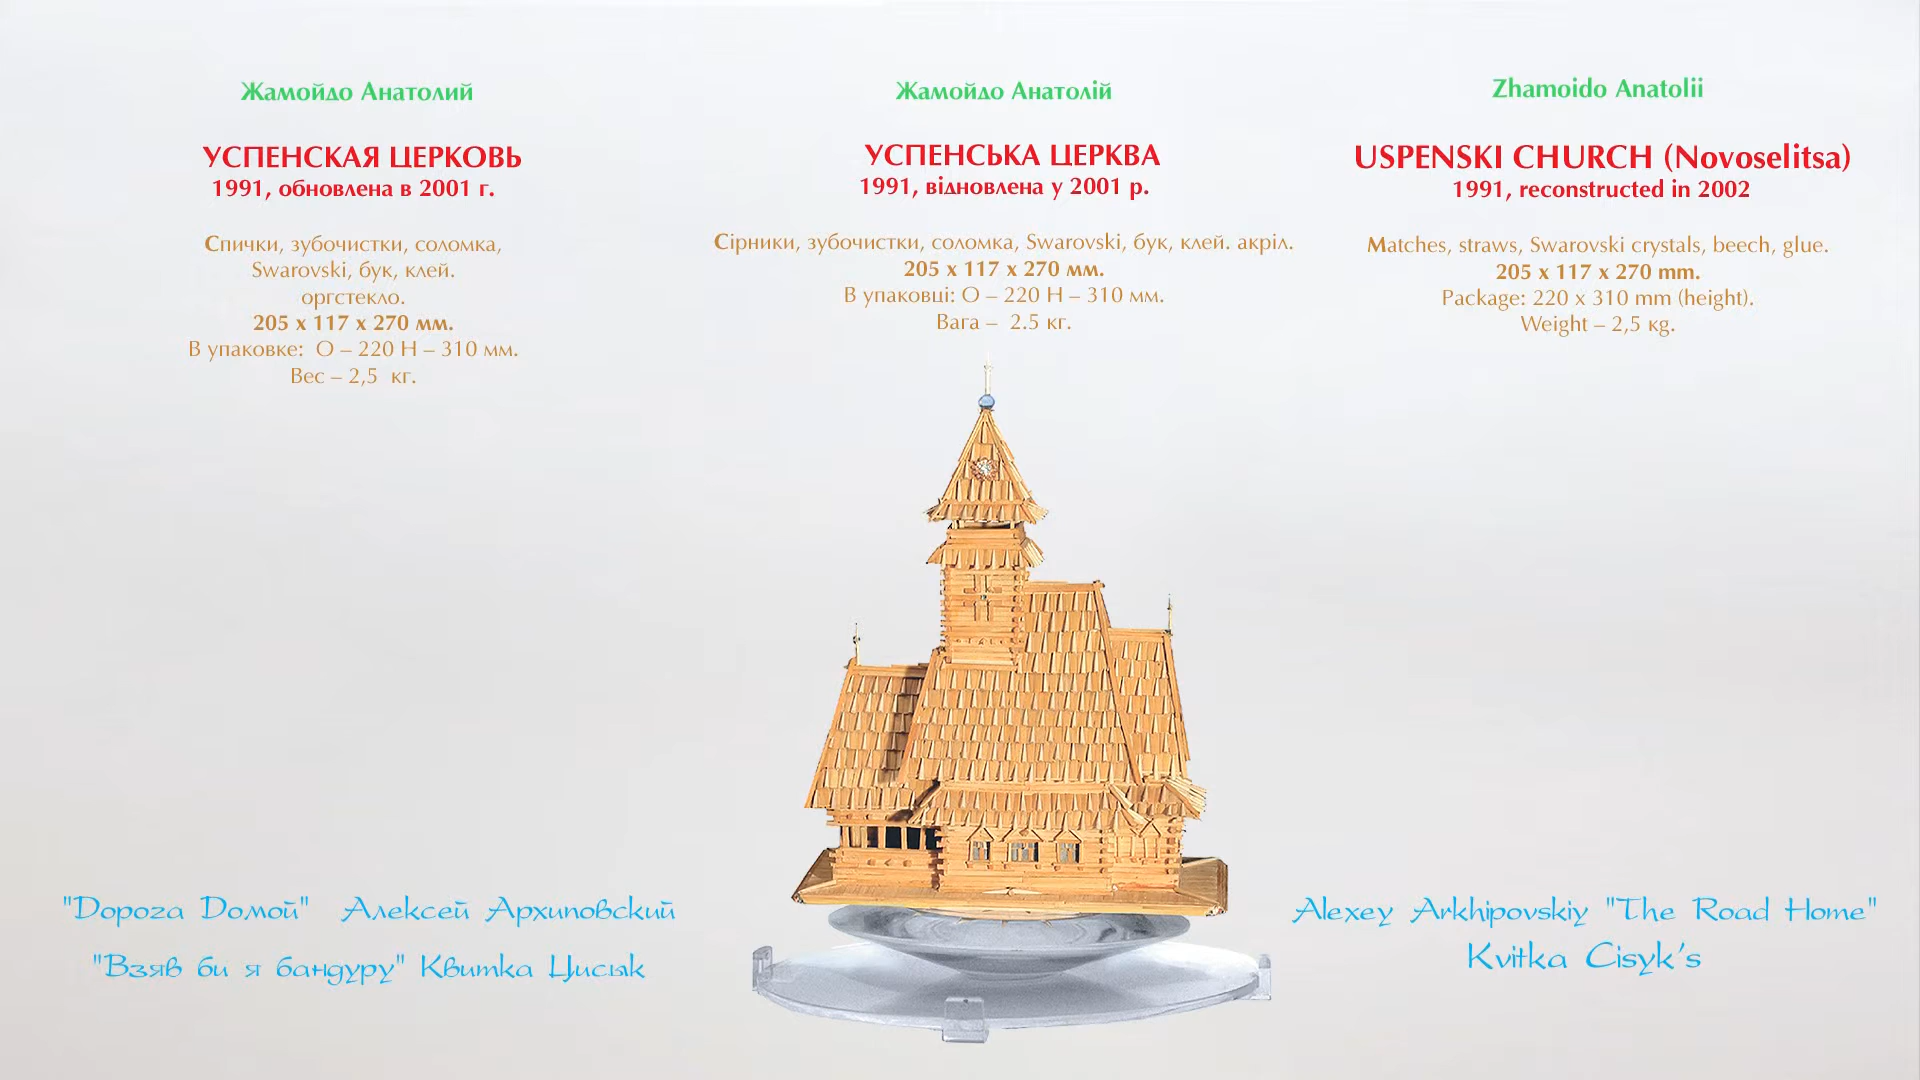 Жамойдо Анатолий
УСПЕНСКАЯ ЦЕРКОВЬ
1991, обновлена в 2001 г.
Спички, зубочистки, соломка,
Swarovski, бук, клей.
оргстекло.
205 х 117 х 270 мм.
В упаковке: O – 220 H – 310 мм.
Вес – 2,5 кг.
Жамойдо Анатолій
УСПЕНСЬКА ЦЕРКВА
1991, відновлена у 2001 р.
Сірники, зубочистки, соломка, Swarovski, бук, клей. акріл.
205 х 117 х 270 мм.
В упаковці: O – 220 H – 310 мм.
Вага – 2.5 кг.
Zhamoido Anatolii
USPENSKI CHURCH (Novoselitsa)
1991, reconstructed in 2002
Matches, straws, Swarovski crystals, beech, glue.
205 x 117 x 270 mm.
Package: 220 x 310 mm (height).
Weight – 2,5 кg.
"Дорога Домой" Алексей Архиповский
"Взяв би я бандуру" Квитка Цисык
Alexey Arkhipovskiy "The Road Home"
Kvitka Cisyk’s